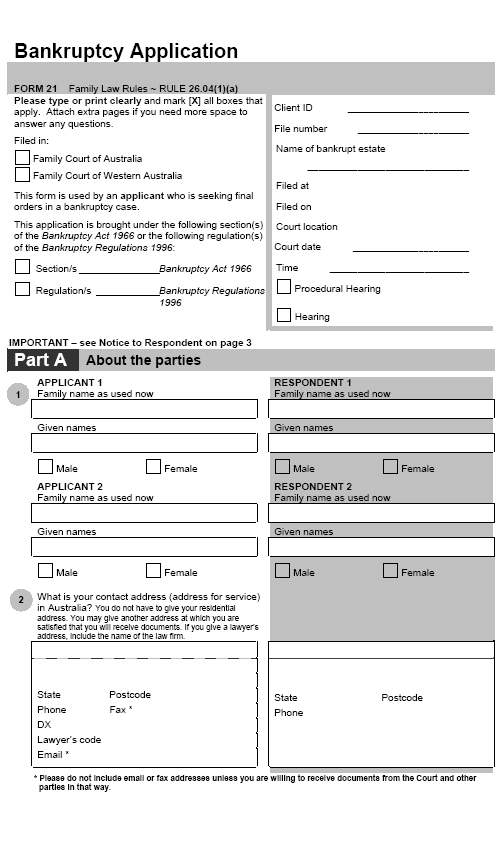 Bankruptcy Application
FORM 21 Family Law Rules ~ RULE 26.04(1)(a)
Please type or print clearly and mark [X] all boxes that
apply. Attach extra pages if you need more space to
answer any questions.
Filed in:
Family Court of Australia
Family Court of Western Australia
This form is used by an applicant who is seeking final
orders in a bankruptcy case.
This application is brought under the following section(s)
of the Bankruptcy Act 1966 or the following regulation(s)
of the Bankruptcy Regulations 1996:
Section/s ______________Bankruptcy Act 1966
Regulation/s ___________Bankruptcy Regulations
1996
Client ID
File number
Name of bankrupt estate
Filed at
Filed on
Court location
Court date
Time
Procedural Hearing
Hearing
IMPORTANT – see Notice to Respondent on page 3
Part A About the parties
1
APPLICANT 1
Family name as used now
Given names
Male Female
RESPONDENT 1
Family name as used now
Given names
Male Female
APPLICANT 2
Family name as used now
Given names
Male Female
RESPONDENT 2
Family name as used now
Given names
Male Female
2
What is your contact address (address for service)
in Australia? You do not have to give your residential
address. You may give another address at which you are
satisfied that you will receive documents. If you give a lawyer's
address, include the name of the law firm.
State Postcode
Phone Fax *
DX
Lawyer's code
Email *
State Postcode
Phone
* Please do not include email or fax addresses unless you are willing to receive documents from the Court and other
parties in that way.